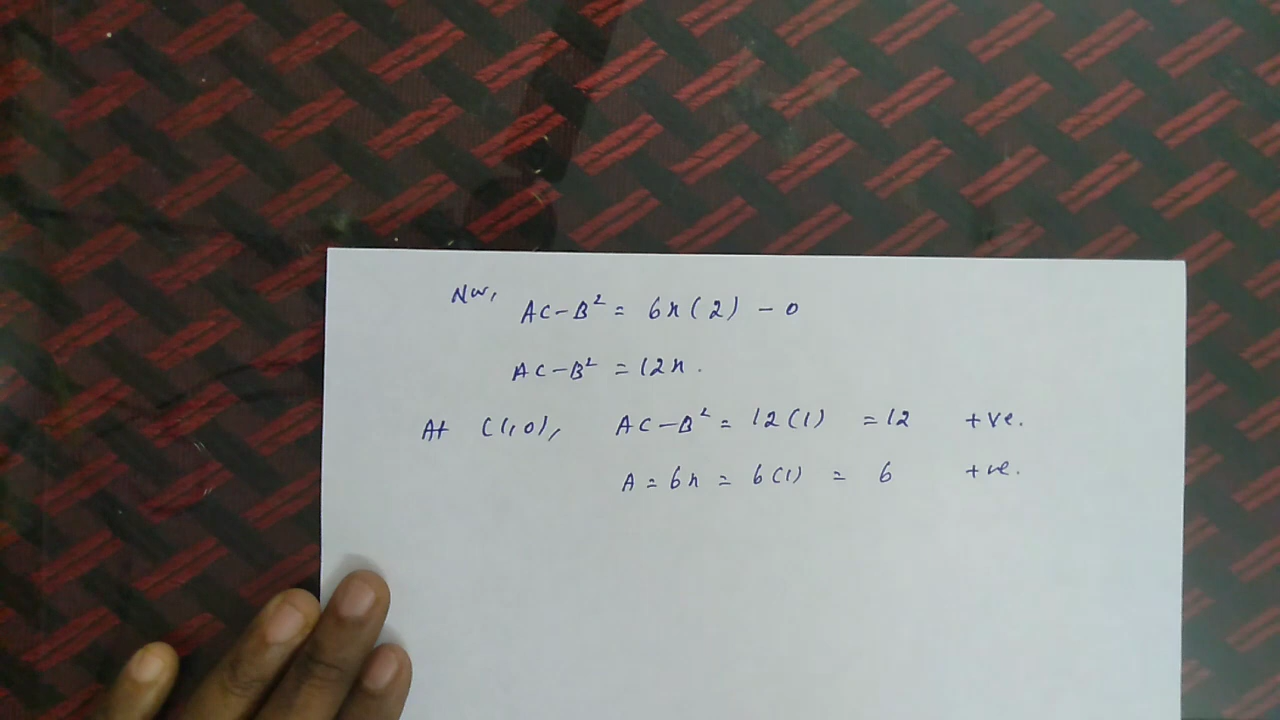 Now, AC-B² = 6x(2) - 0
AC-B² = 12x.
At (1,0), AC-B² = 12(1) = 12 +ve.
A = 6x = 6(1) = 6 +ve.